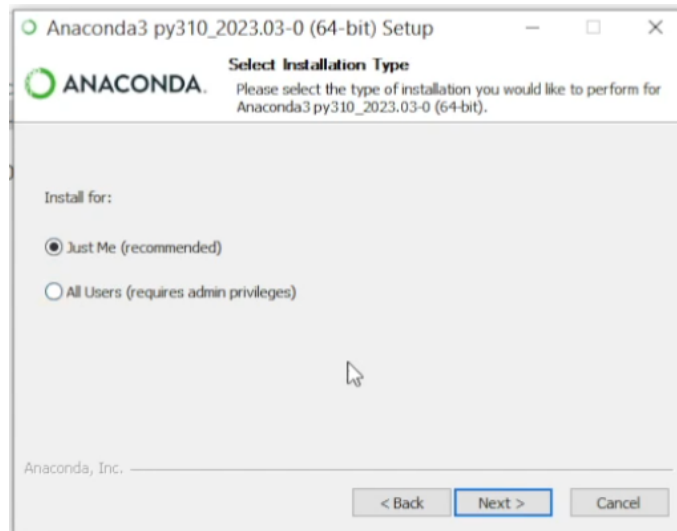 Anaconda3 py310_2023.03-0 (64-bit) Setup
ANACONDA.
Select Installation Type
Please select the type of installation you would like to perform for
Anaconda3 py310_2023.03-0 (64-bit).
Install for:
Just Me (recommended)
All Users (requires admin privileges)
Anaconda, Inc.
< Back
Next >
Cancel